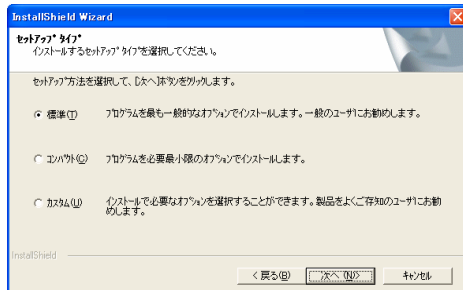 InstallShield Wizard
セットアップ タイプ
インストールするセットアップ タイプを選択してください。
セットアップ方法を選択して、[次へ]ボタンをクリックします。
標準(T)
プログラムを最も一般的なオプションでインストールします。一般のユーザにお勧めします。
コンパクト(C)
プログラムを必要最小限のオプションでインストールします。
カスタム(U)
インストールで必要なオプションを選択することができます。製品をよくご存知のユーザにお勧
めします。
InstallShield
< 戻る(B)
次へ (N)>
キャンセル